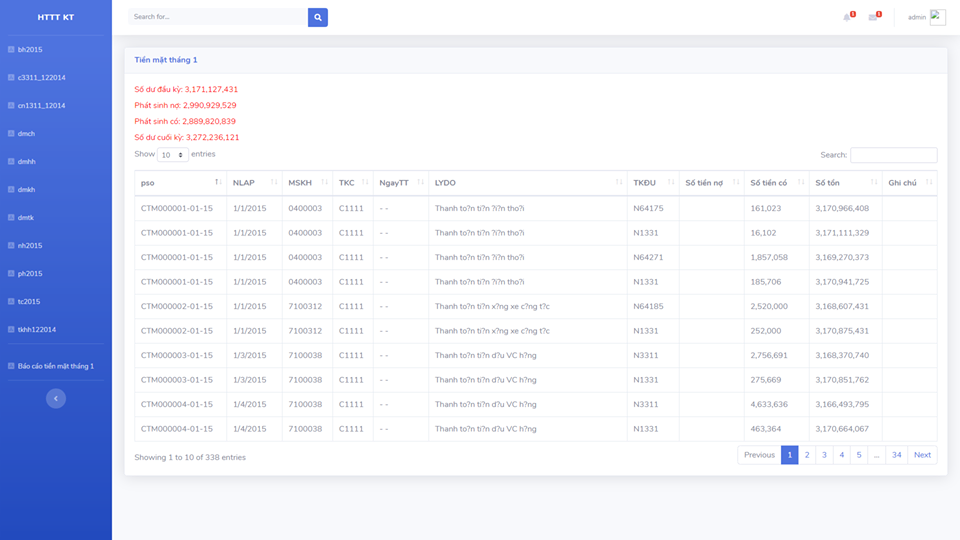 HTTT KT
bh2015
c3311_122014
cn1311_12014
dmch
dmhh
dmkh
dmtk
nh2015
ph2015
tc2015
tkhh122014
Báo cáo tiền mặt tháng 1
Search for...
1
1
admin
Tiền mặt tháng 1
Số dư đầu kỳ: 3,171,127,431
Phát sinh nợ: 2,990,929,529
Phát sinh có: 2,889,820,839
Số dư cuối kỳ: 3,272,236,121
Show 10 entries
Search:
pso NLAP MSKH TKC NgayTT LYDO TKĐU Số tiền nợ Số tiền có Số tồn Ghi chú
CTM000001-01-15 1/1/2015 0400003 C1111 - - Thanh to?n ti?n ?i?n tho?i N64175 161,023 3,170,966,408
CTM000001-01-15 1/1/2015 0400003 C1111 - - Thanh to?n ti?n ?i?n tho?i N1331 16,102 3,171,111,329
CTM000001-01-15 1/1/2015 0400003 C1111 - - Thanh to?n ti?n ?i?n tho?i N64271 1,857,058 3,169,270,373
CTM000001-01-15 1/1/2015 0400003 C1111 - - Thanh to?n ti?n ?i?n tho?i N1331 185,706 3,170,941,725
CTM000002-01-15 1/1/2015 7100312 C1111 - - Thanh to?n ti?n x?ng xe c?ng t?c N64185 2,520,000 3,168,607,431
CTM000002-01-15 1/1/2015 7100312 C1111 - - Thanh to?n ti?n x?ng xe c?ng t?c N1331 252,000 3,170,875,431
CTM000003-01-15 1/3/2015 7100038 C1111 - - Thanh to?n ti?n d?u VC h?ng N3311 2,756,691 3,168,370,740
CTM000003-01-15 1/3/2015 7100038 C1111 - - Thanh to?n ti?n d?u VC h?ng N1331 275,669 3,170,851,762
CTM000004-01-15 1/4/2015 7100038 C1111 - - Thanh to?n ti?n d?u VC h?ng N3311 4,633,636 3,166,493,795
CTM000004-01-15 1/4/2015 7100038 C1111 - - Thanh to?n ti?n d?u VC h?ng N1331 463,364 3,170,664,067
Showing 1 to 10 of 338 entries
Previous 1 2 3 4 5 ... 34 Next